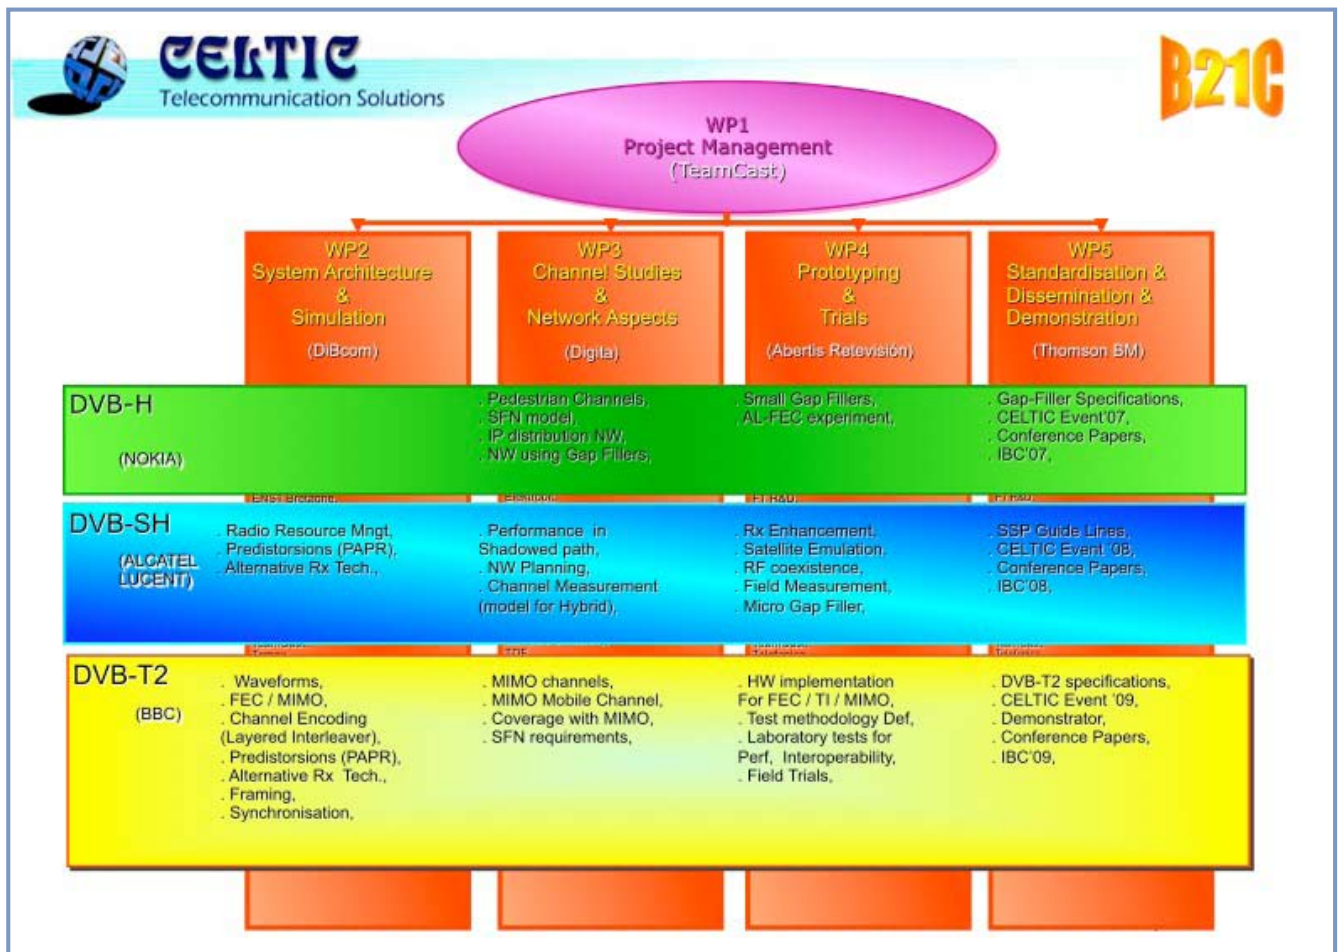 CELTIC
Telecommunication Solutions
B21C
WP1
Project Management
(TeamCast)
WP2
System Architecture
&
Simulation
(DiBcom)
WP3
Channel Studies
&
Network Aspects
(Digita)
WP4
Prototyping
&
Trials
(Abertis Retevisión)
WP5
Standardisation &
Dissemination &
Demonstration
(Thomson BM)
DVB-H
(NOKIA)
. Pedestrian Channels,
. SFN model,
. IP distribution NW,
. NW using Gap Fillers,
. Small Gap Fillers,
. AL-FEC experiment,
. Gap-Filler Specifications,
. CELTIC Event'07,
. Conference Papers,
. IBC'07,
DVB-SH
(ALCATEL
LUCENT)
. Radio Resource Mngt,
. Predistorsions (PAPR),
. Alternative Rx Tech.,
. Performance in
Shadowed path,
. NW Planning,
. Channel Measurement
(model for Hybrid),
. Rx Enhancement,
. Satellite Emulation,
. RF coexistence,
. Field Measurement,
. Micro Gap Filler,
. SSP Guide Lines,
. CELTIC Event '08,
. Conference Papers,
. IBC'08,
DVB-T2
(BBC)
. Waveforms,
. FEC / MIMO,
. Channel Encoding
(Layered Interleaver),
. Predistorsions (PAPR),
. Alternative Rx Tech.,
. Framing,
. Synchronisation,
. MIMO channels,
. MIMO Mobile Channel,
. Coverage with MIMO,
. SFN requirements,
. HW implementation
For FEC / TI / MIMO,
. Test methodology Def,
. Laboratory tests for
Perf, Interoperability,
. Field Trials,
. DVB-T2 specifications,
. CELTIC Event '09,
. Demonstrator,
. Conference Papers,
. IBC'09,